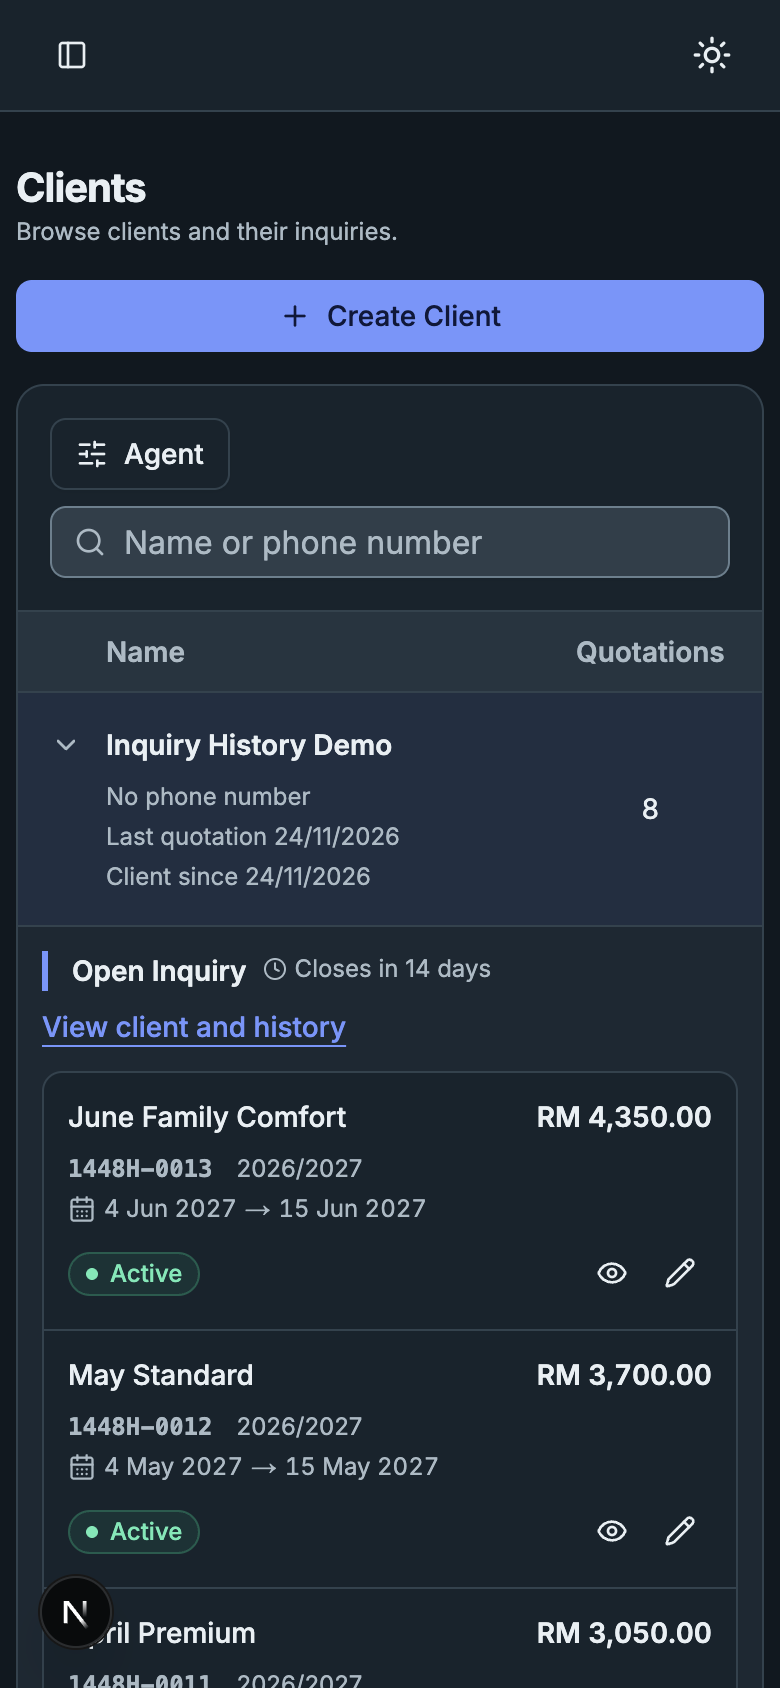 Clients
Browse clients and their inquiries.
+ Create Client
Agent
Name or phone number
Name Quotations
Inquiry History Demo
No phone number
8
Last quotation 24/11/2026
Client since 24/11/2026
Open Inquiry Closes in 14 days
View client and history
June Family Comfort RM 4,350.00
1448H-0013 2026/2027
4 Jun 2027 → 15 Jun 2027
Active
May Standard RM 3,700.00
1448H-0012 2026/2027
4 May 2027 → 15 May 2027
Active
N
Premium RM 3,050.00
1448H-0011 2026/2027